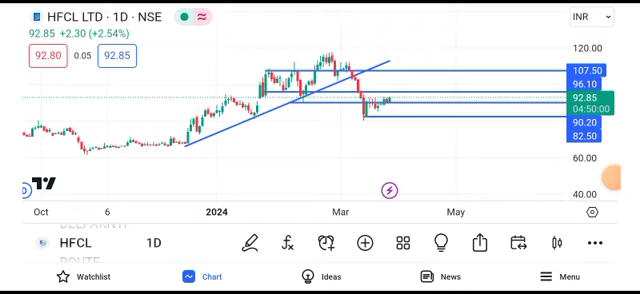 HFCL LTD · 1D · NSE
INR
92.85 +2.30 (+2.54%)
92.80 0.05 92.85
120.00
107.50
96.10
92.85
04:50:00
90.20
82.50
60.00
40.00
Oct 6 2024 Mar May
HFCL 1D
ROUTE
Watchlist Chart Ideas News Menu